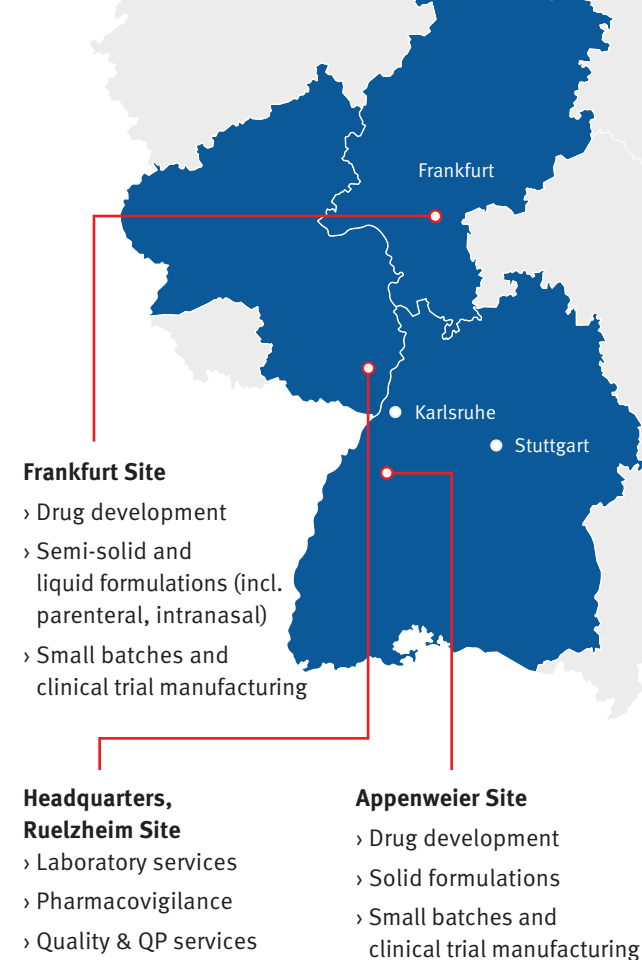 Frankfurt
Karlsruhe
Stuttgart
Frankfurt Site
› Drug development
› Semi-solid and
liquid formulations (incl.
parenteral, intranasal)
› Small batches and
clinical trial manufacturing
Headquarters,
Ruelzheim Site
› Laboratory services
› Pharmacovigilance
› Quality & QP services
Appenweier Site
› Drug development
› Solid formulations
› Small batches and
clinical trial manufacturing